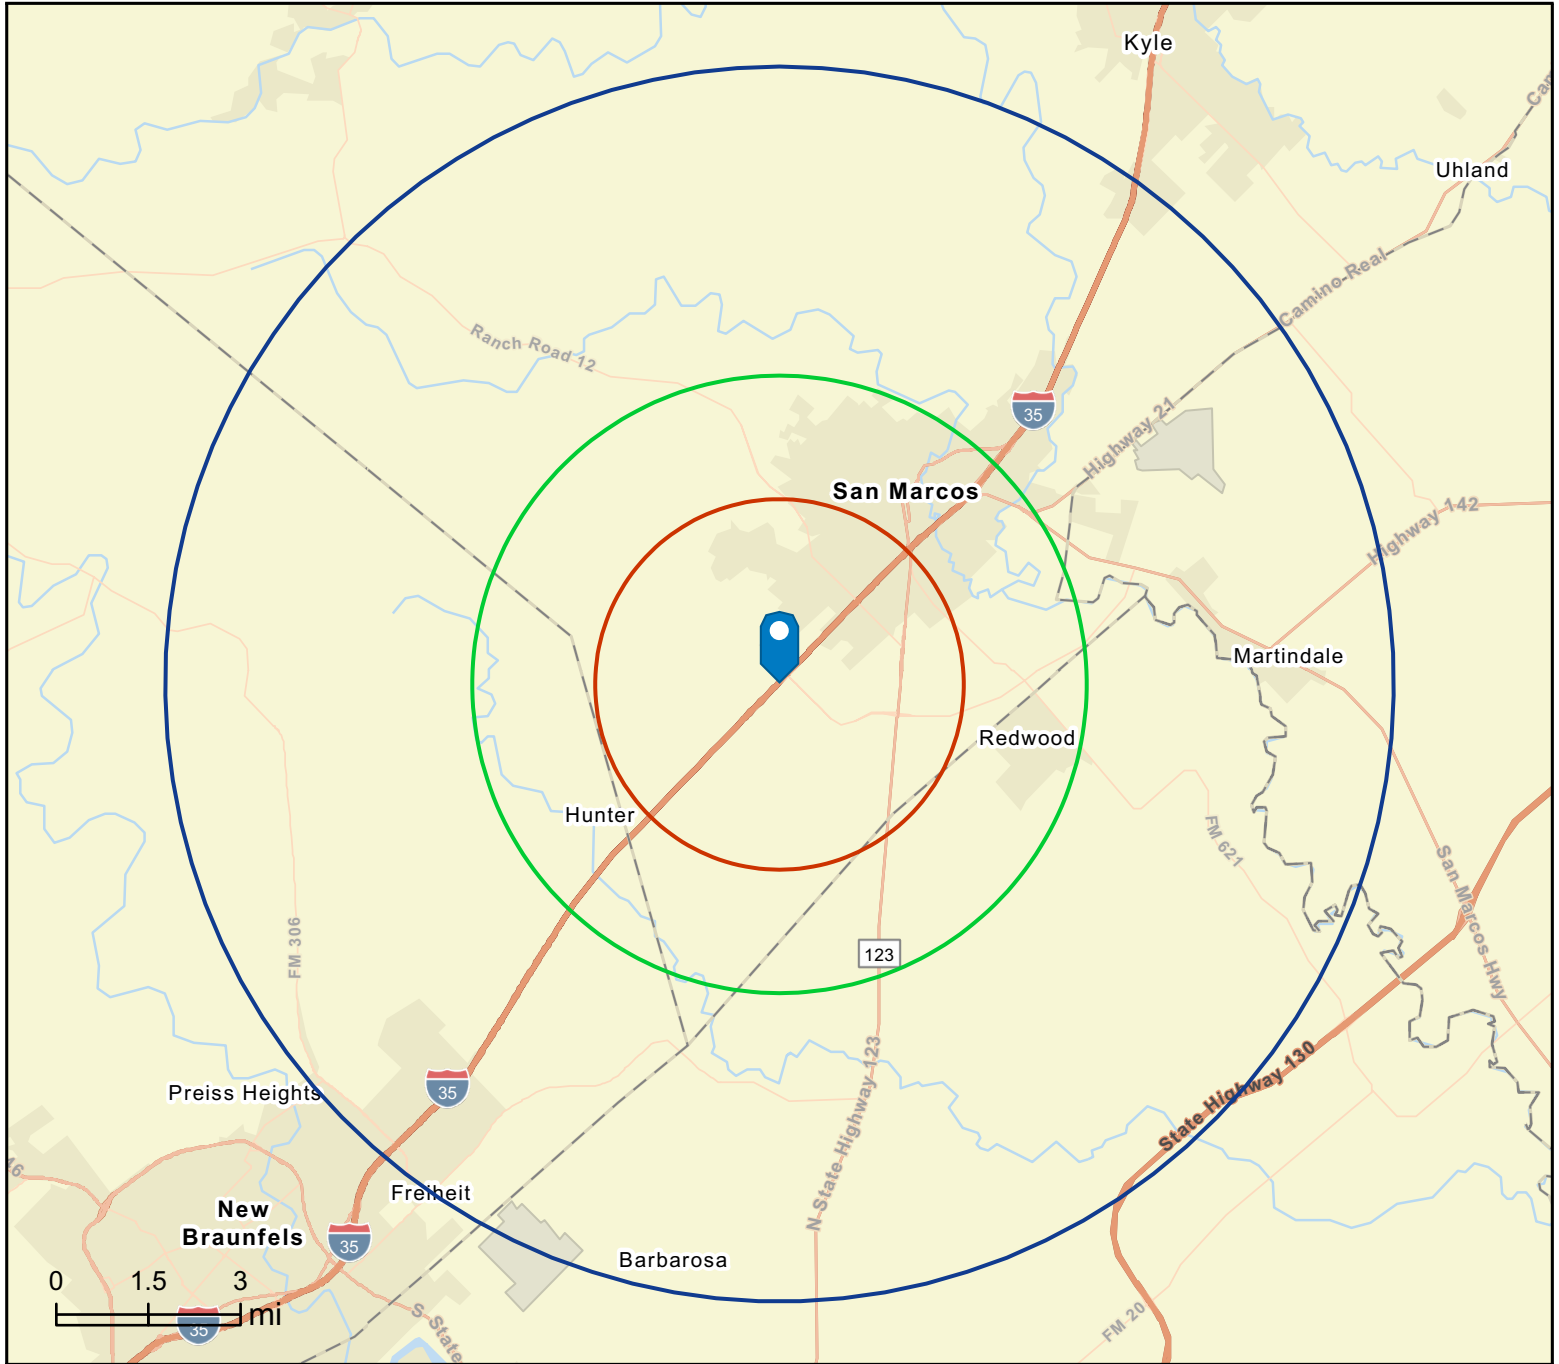 Kyle
Uhland
Camino Real
Ranch Road 12
35
Highway 21
San Marcos
Highway 142
Martindale
Redwood
Hunter
FM 621
San Marcos Hwy
FM 306
123
State Highway 130
N State Highway 123
35
Preiss Heights
Freiheit
New
Braunfels
35
Barbarosa
46
0 1.5 3
mi
35
S State
FM 20